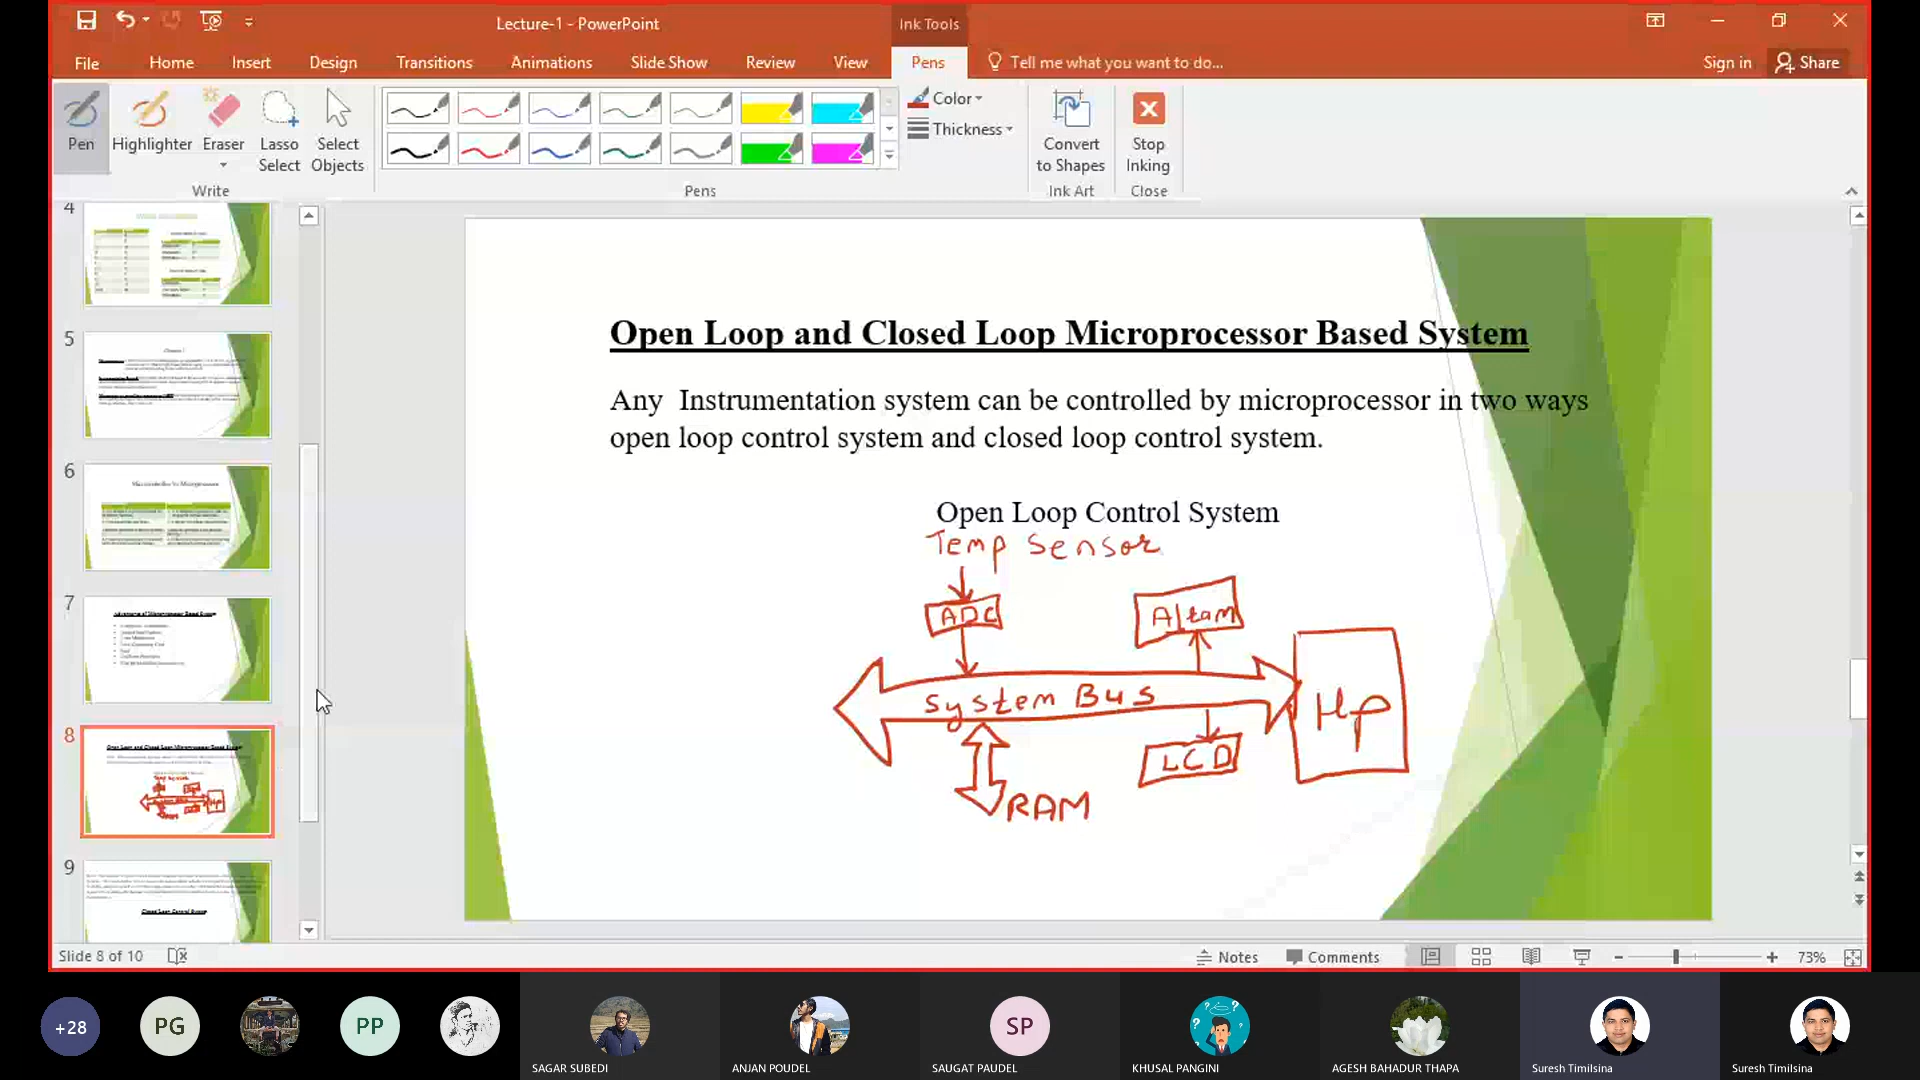 Lecture-1 - PowerPoint
Ink Tools
File
Home
Insert
Design
Transitions
Animations
Slide Show
Review
View
Pens
Tell me what you want to do...
Sign in
Share
Pen
Highlighter
Eraser
Lasso
Select
Select
Objects
Color
Thickness
Convert
to Shapes
Stop
Inking
Write
Pens
Ink Art
Close
4
5
6
7
8
9
Open Loop and Closed Loop Microprocessor Based System
Any Instrumentation system can be controlled by microprocessor in two ways
open loop control system and closed loop control system.
Open Loop Control System
Temp Sensor
ADC
Alarm
System Bus
Mp
LCD
RAM
Closed Loop Control System
Slide 8 of 10
Notes
Comments
73%
+28
PG
PP
SP
SAGAR SUBEDI
ANJAN POUDEL
SAUGAT PAUDEL
KHUSAL PANGINI
AGESH BAHADUR THAPA
Suresh Timilsina
Suresh Timilsina